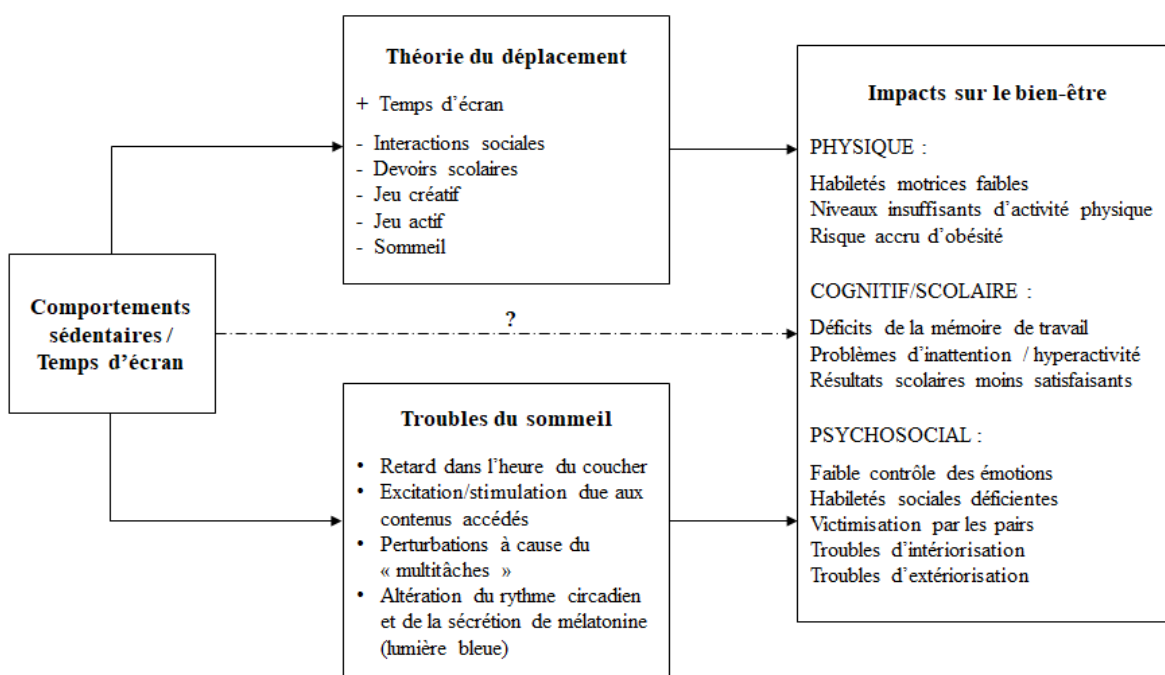 Comportements
sédentaires /
Temps d'écran
Théorie du déplacement
+ Temps d'écran
- Interactions sociales
- Devoirs scolaires
- Jeu créatif
- Jeu actif
- Sommeil
?
Troubles du sommeil
• Retard dans l'heure du coucher
• Excitation/stimulation due aux
contenus accédés
• Perturbations à cause du
« multitâches »
• Altération du rythme circadien
et de la sécrétion de mélatonine
(lumière bleue)
Impacts sur le bien-être
PHYSIQUE :
Habiletés motrices faibles
Niveaux insuffisants d'activité physique
Risque accru d'obésité
COGNITIF/SCOLAIRE :
Déficits de la mémoire de travail
Problèmes d'inattention / hyperactivité
Résultats scolaires moins satisfaisants
PSYCHOSOCIAL :
Faible contrôle des émotions
Habiletés sociales déficientes
Victimisation par les pairs
Troubles d'intériorisation
Troubles d'extériorisation